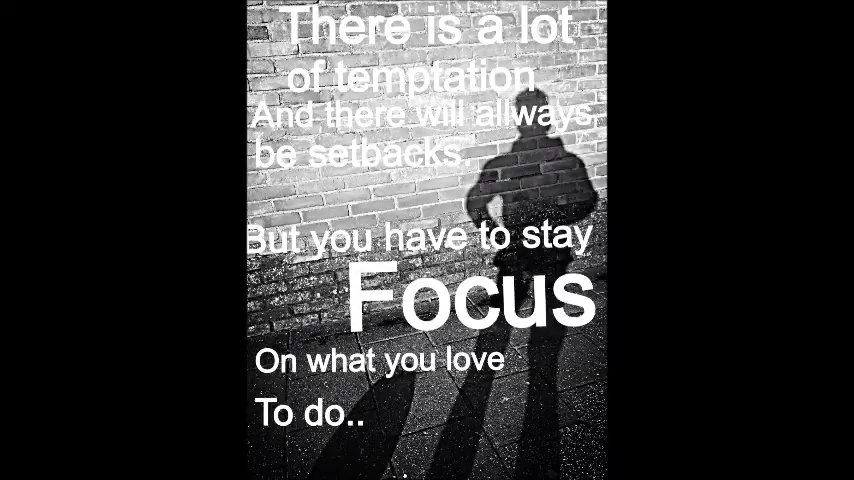 There is a lot
of temptation
And there will allways
be setbacks.
But you have to stay
Focus
On what you love
To do..